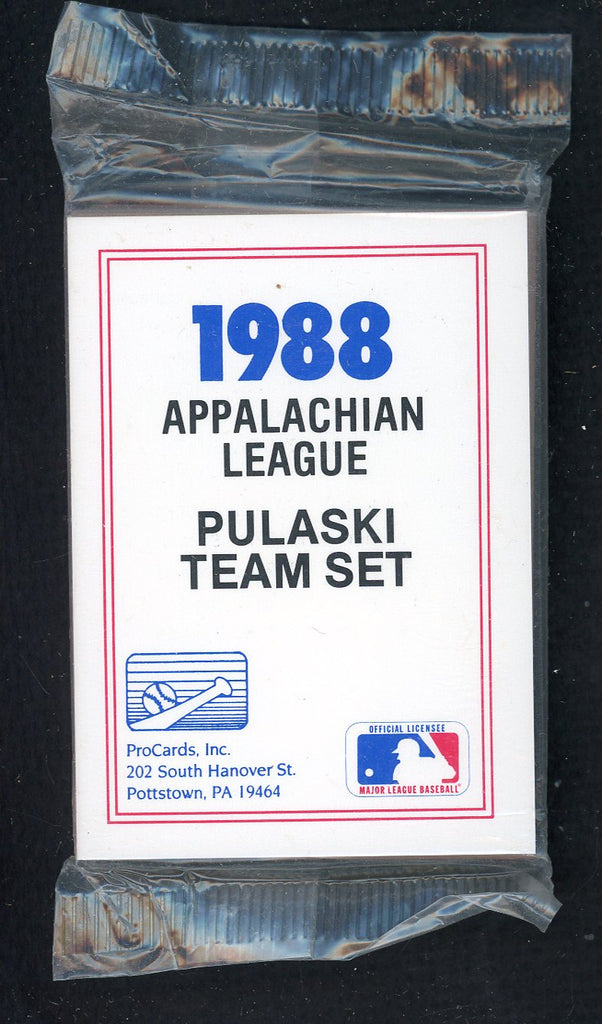 1988
APPALACHIAN
LEAGUE
PULASKI
TEAM SET
ProCards, Inc.
202 South Hanover St.
Pottstown, PA 19464
OFFICIAL LICENSEE
MAJOR LEAGUE BASEBALL